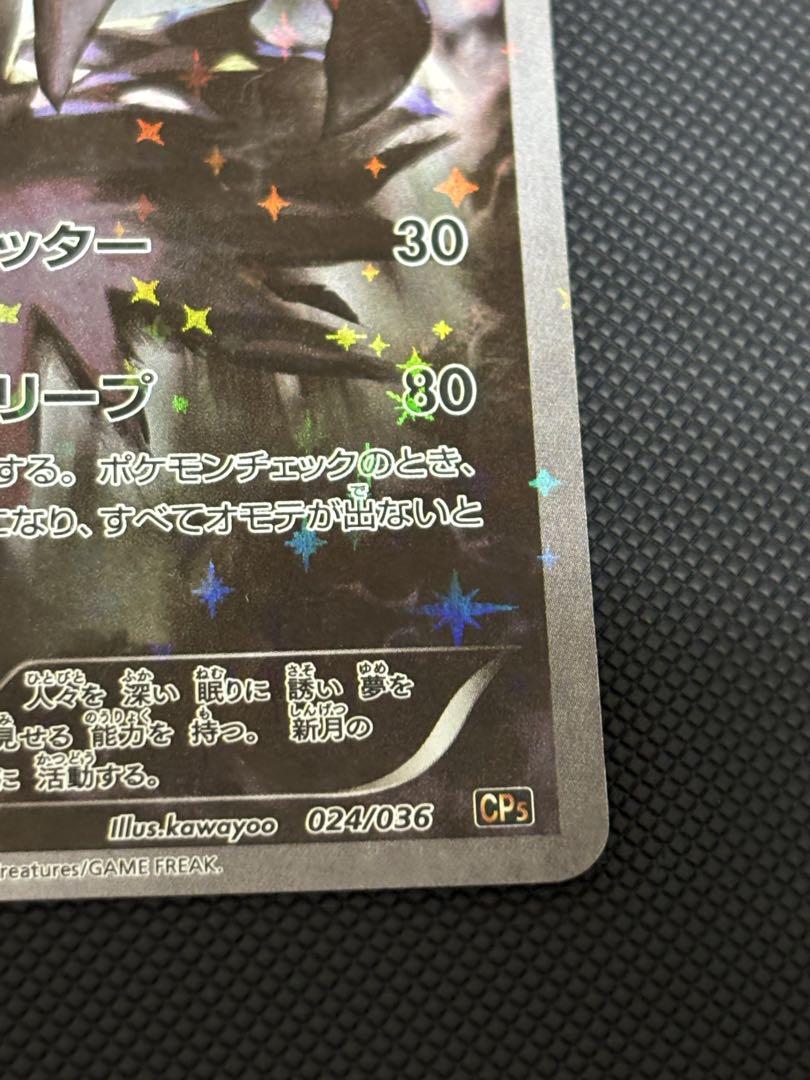 ッター 30
リープ 80
する。ポケモンチェックのとき、
になり、すべてオモテが出ないと
人々を 深い 眠りに 誘い 夢を
見せる 能力を 持つ。 新月の
に 活動する。
Illus.kawayoo 024/036 CP5
reatures/GAME FREAK.